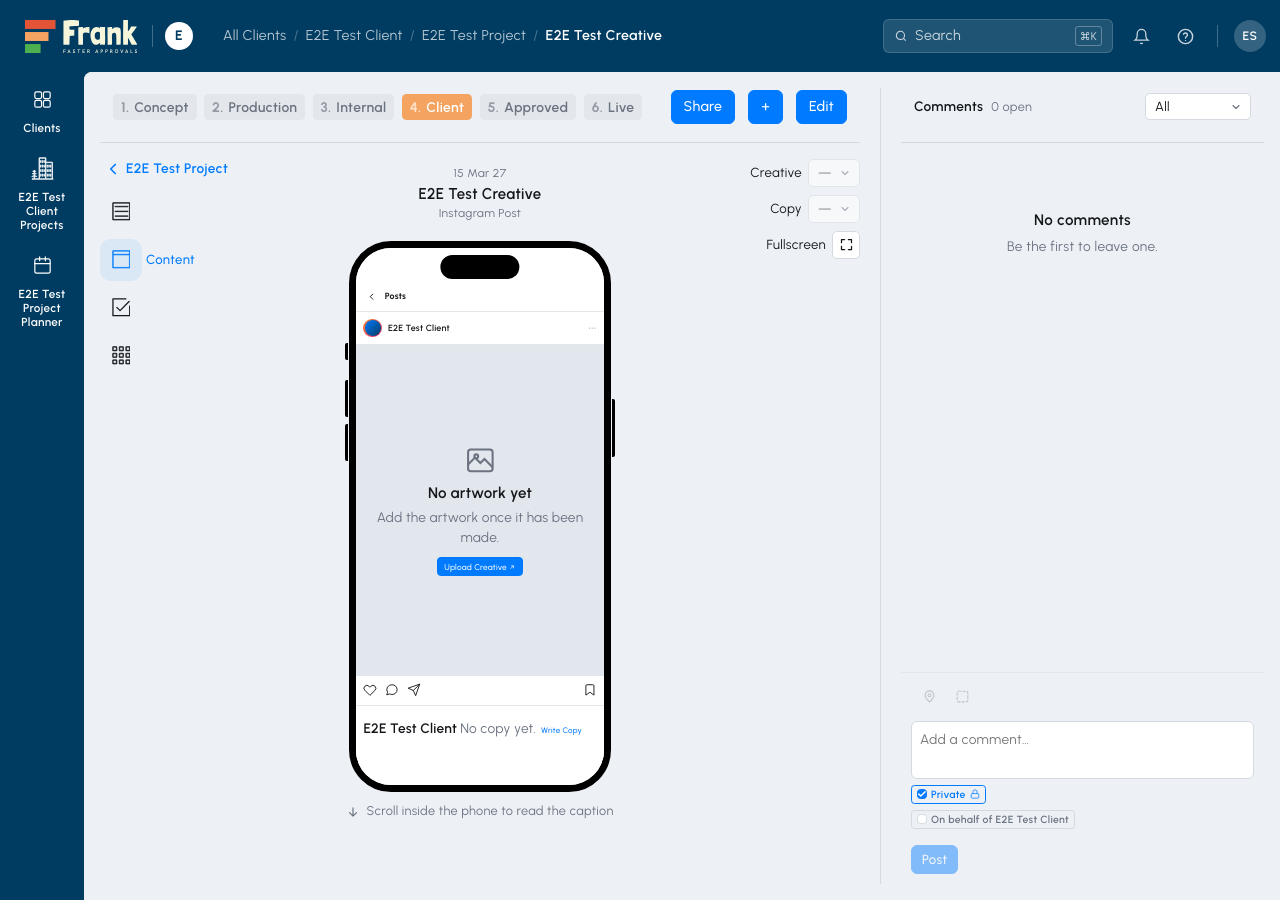 Frank
FASTER APPROVALS
E
All Clients / E2E Test Client / E2E Test Project / E2E Test Creative
Search
⌘K
ES
Clients
E2E Test
Client
Projects
E2E Test
Project
Planner
1. Concept
2. Production
3. Internal
4. Client
5. Approved
6. Live
Share
+
Edit
E2E Test Project
Content
15 Mar 27
E2E Test Creative
Instagram Post
Creative —
Copy —
Fullscreen
Posts
E2E Test Client
No artwork yet
Add the artwork once it has been
made.
Upload Creative ↗
E2E Test Client No copy yet. Write Copy
↓ Scroll inside the phone to read the caption
Comments 0 open
All
No comments
Be the first to leave one.
Add a comment…
Private
On behalf of E2E Test Client
Post